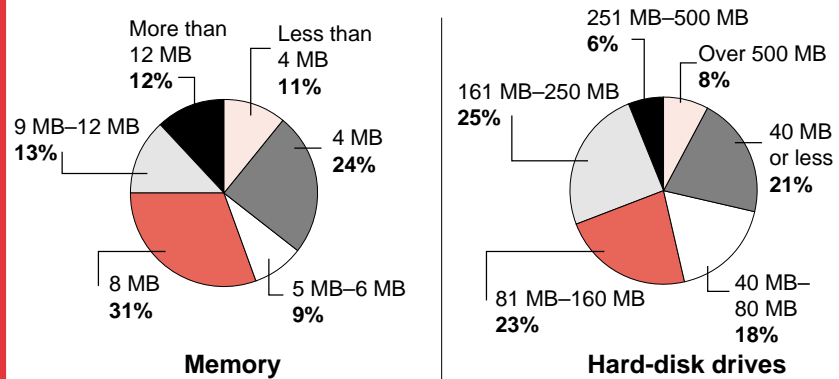 More than
12 MB
12%
Less than
4 MB
11%
9 MB–12 MB
13%
4 MB
24%
8 MB
31%
5 MB–6 MB
9%
Memory
251 MB–500 MB
6%
Over 500 MB
8%
161 MB–250 MB
25%
40 MB
or less
21%
81 MB–160 MB
23%
40 MB–
80 MB
18%
Hard-disk drives